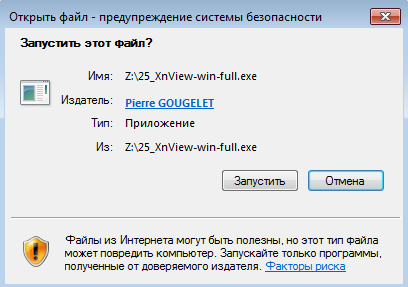 Открыть файл - предупреждение системы безопасности
Запустить этот файл?
Имя: Z:\25_XnView-win-full.exe
Издатель: Pierre GOUGELET
Тип: Приложение
Из: Z:\25_XnView-win-full.exe
Запустить Отмена
Файлы из Интернета могут быть полезны, но этот тип файла
может повредить компьютер. Запускайте только программы,
полученные от доверяемого издателя. Факторы риска